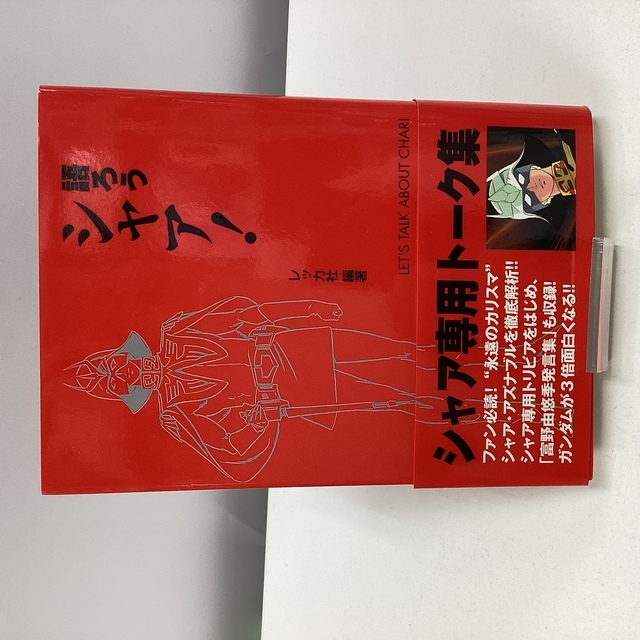 語ろう
シャア!
レッカ社 編著
LET'S TALK ABOUT CHAR!
シャア専用トーク集
ファン必読!“永遠のカリスマ”
シャア・アズナブルを徹底解析!!
シャア専用トリビアをはじめ、
「富野由悠季発言集」も収録!
ガンダムが3倍面白くなる!!